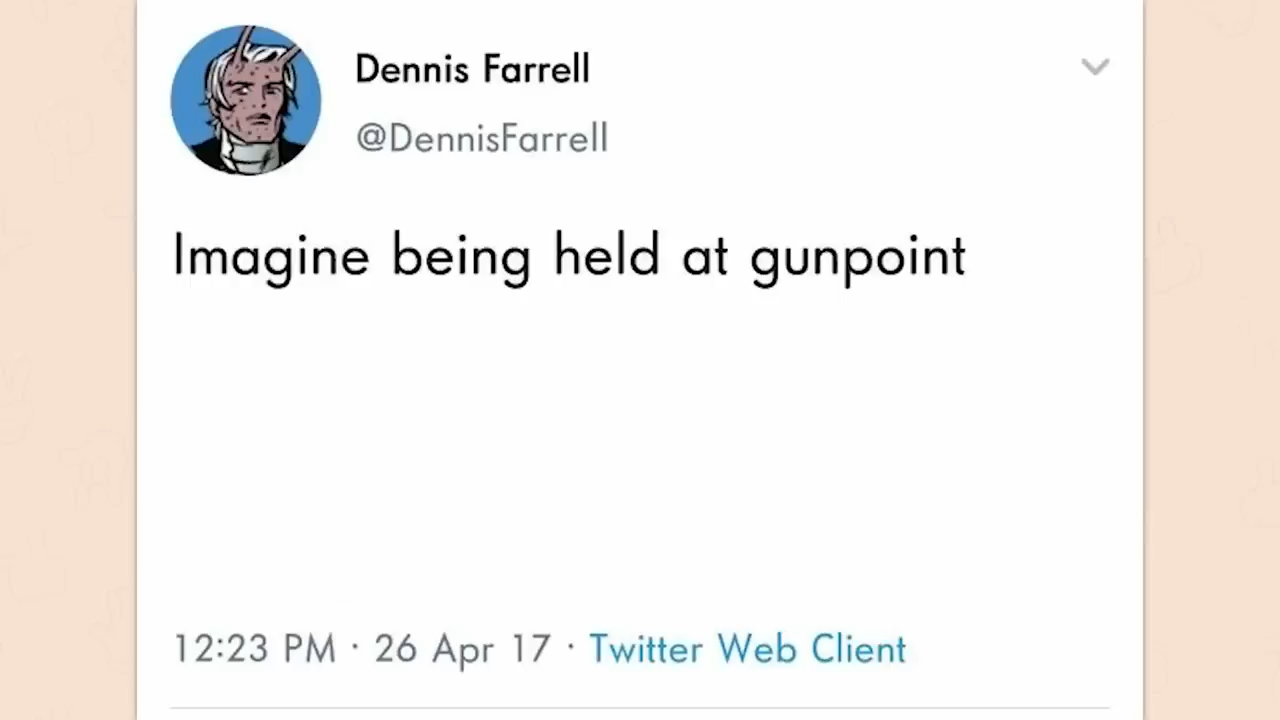 Dennis Farrell
@DennisFarrell
Imagine being held at gunpoint
12:23 PM · 26 Apr 17 · Twitter Web Client